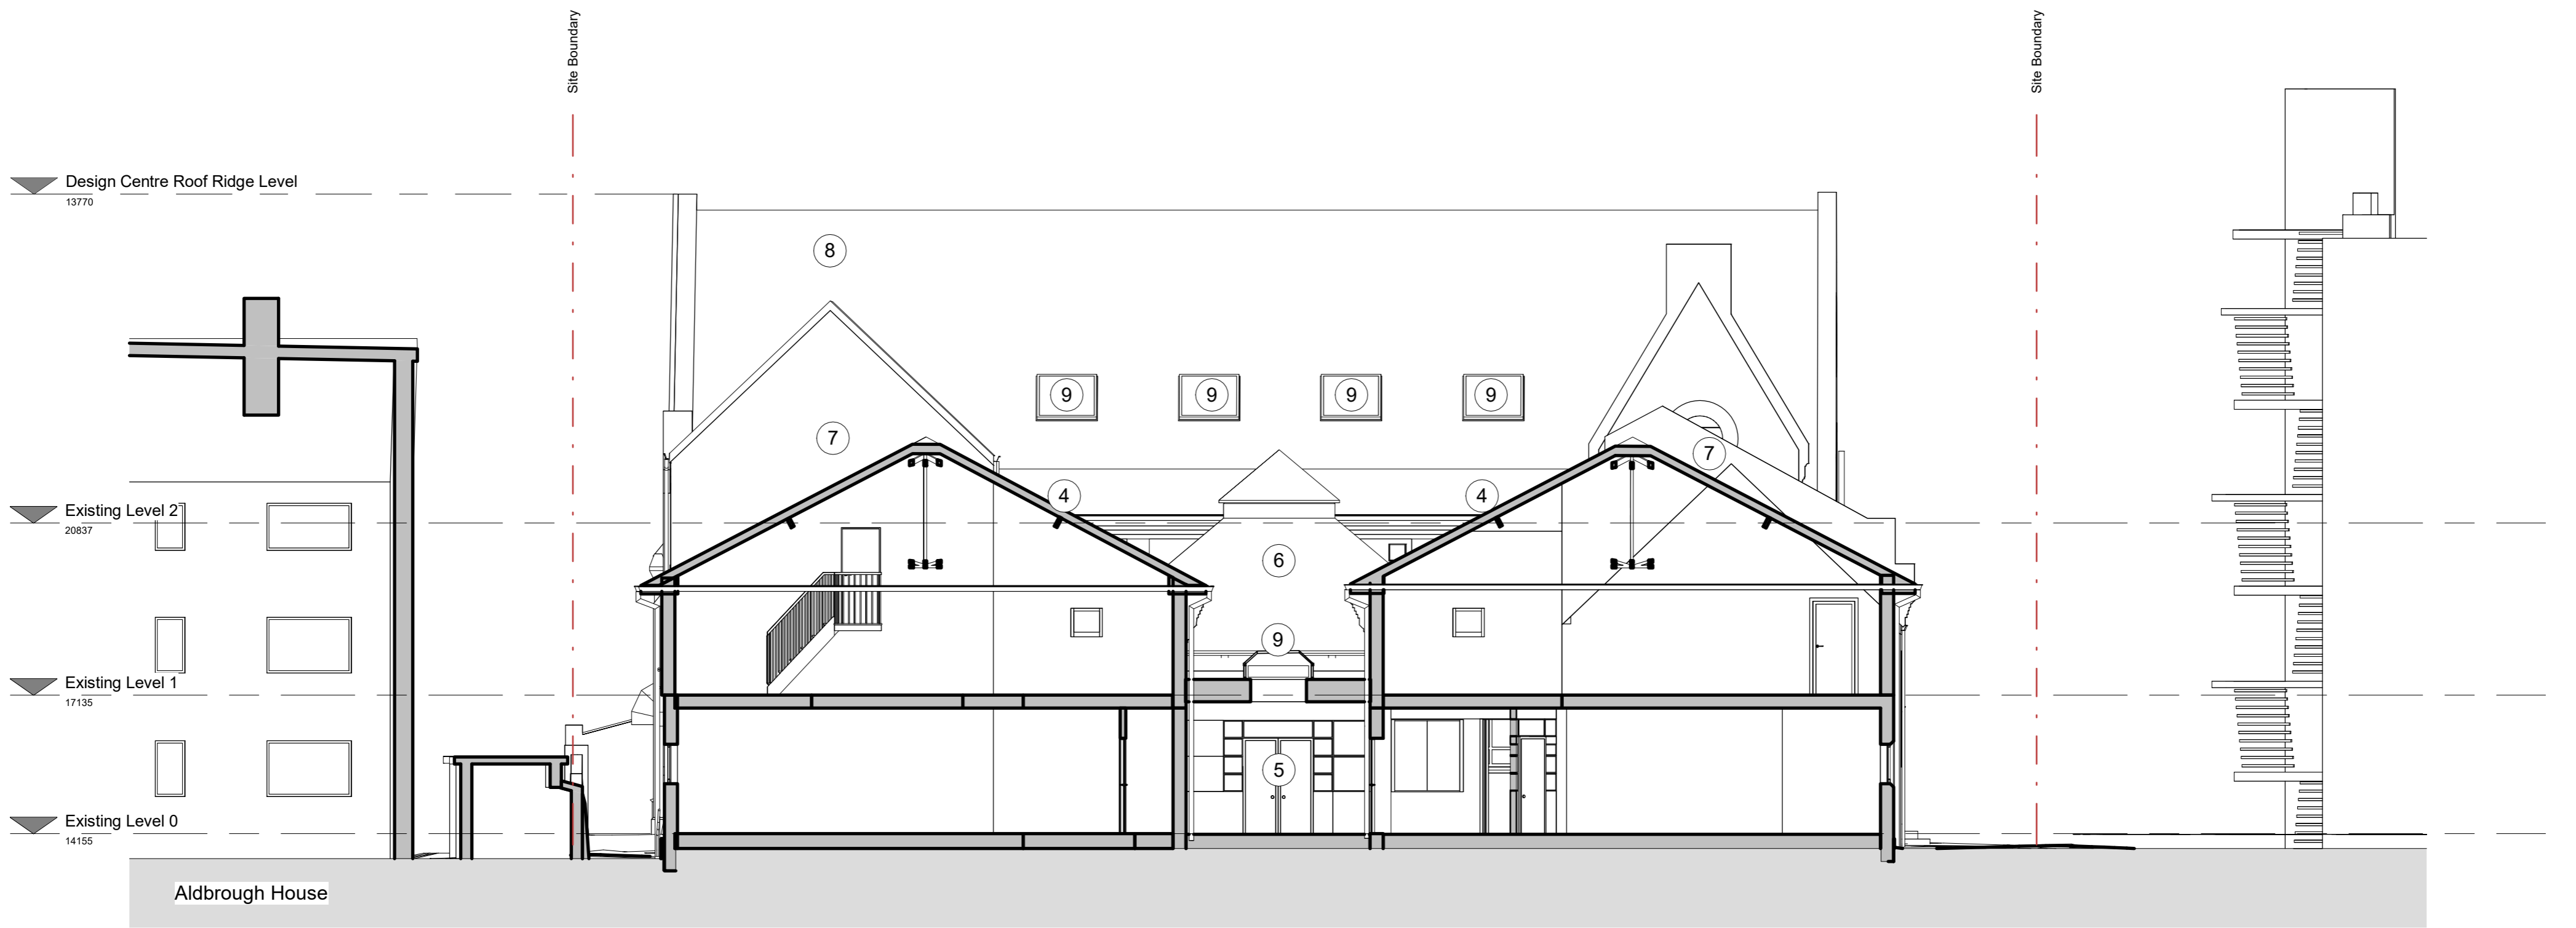 Site Boundary
Site Boundary
Design Centre Roof Ridge Level
13770
8
9
9
9
9
7
7
4
4
Existing Level 2
20837
6
9
Existing Level 1
17135
5
Existing Level 0
14155
Aldbrough House